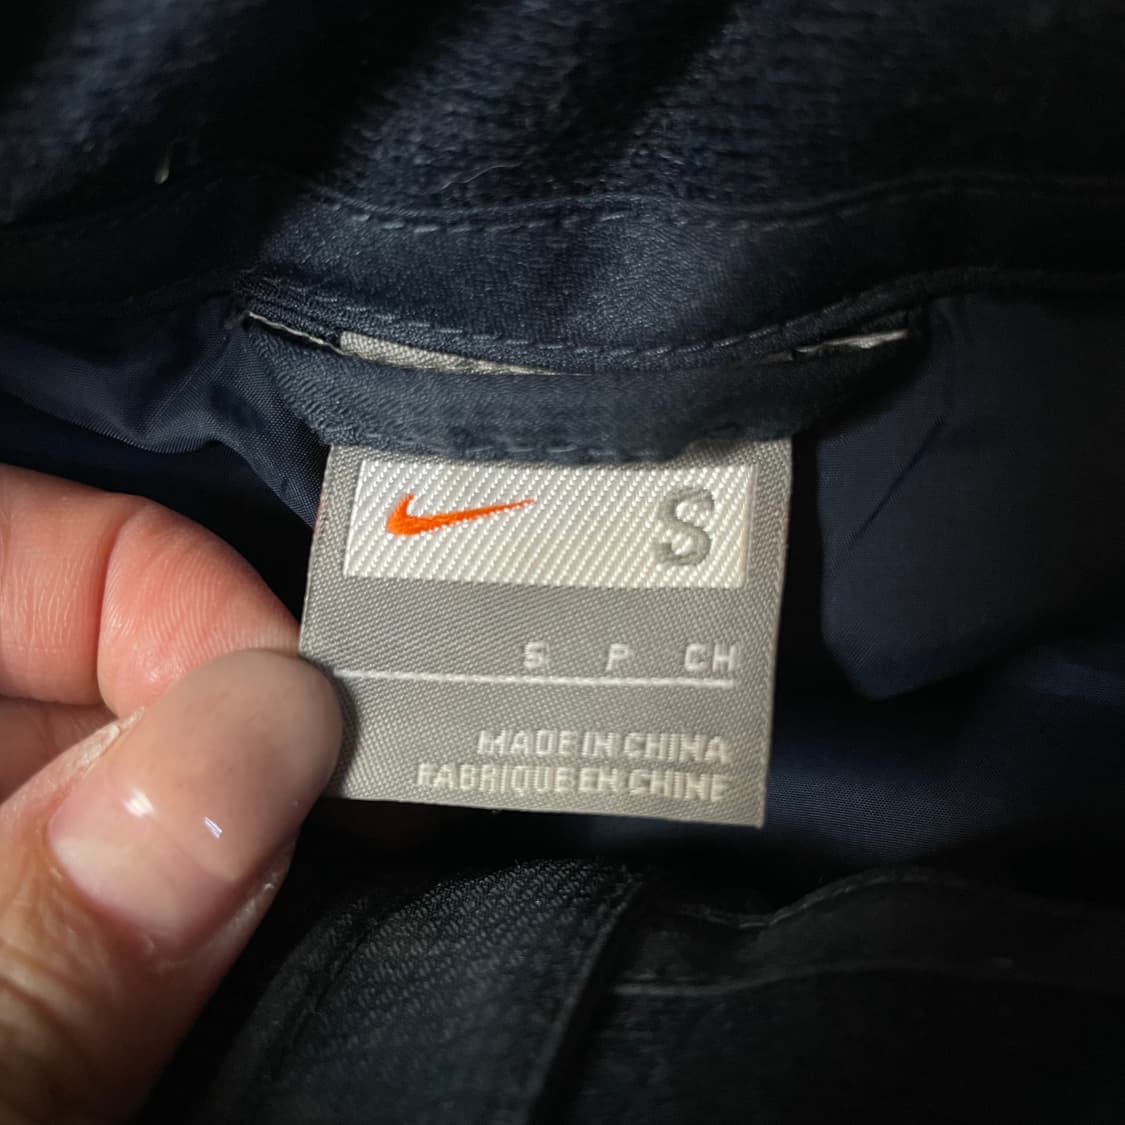 S
S P CH
MADE IN CHINA
FABRIQUE EN CHINE